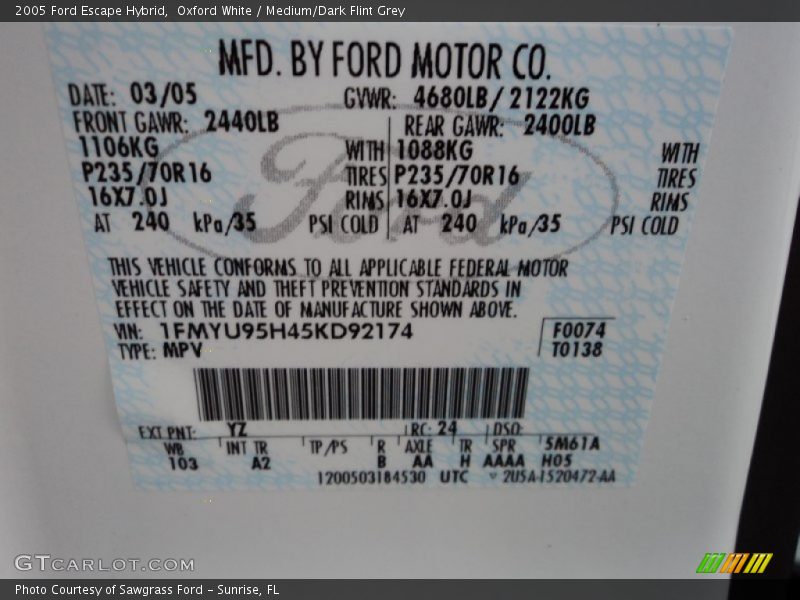 2005 Ford Escape Hybrid,  Oxford White / Medium/Dark Flint Grey
MFD. BY FORD MOTOR CO.
DATE: 03/05 GVWR: 4680LB/ 2122KG
FRONT GAWR: 2440LB REAR GAWR: 2400LB
1106KG WITH 1088KG WITH
P235/70R16 TIRES P235/70R16 TIRES
16X7.0J RIMS 16X7.0J RIMS
AT 240 kPa/35 PSI COLD AT 240 kPa/35 PSI COLD
Ford
THIS VEHICLE CONFORMS TO ALL APPLICABLE FEDERAL MOTOR
VEHICLE SAFETY AND THEFT PREVENTION STANDARDS IN
EFFECT ON THE DATE OF MANUFACTURE SHOWN ABOVE.
VIN: 1FMYU95H45KD92174 F0074
TYPE: MPV T0138
EXT PNT: YZ RC: 24 DSO:
WB INT TR TP/PS R AXLE TR SPR 5M61A
103 A2 B AA H AAAA H05
1200503184530 UTC 2U5A-1520472-AA
GTCARLOT.COM
Photo Courtesy of Sawgrass Ford - Sunrise, FL